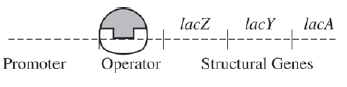 lacZ lacY lacA
Promoter Operator Structural Genes